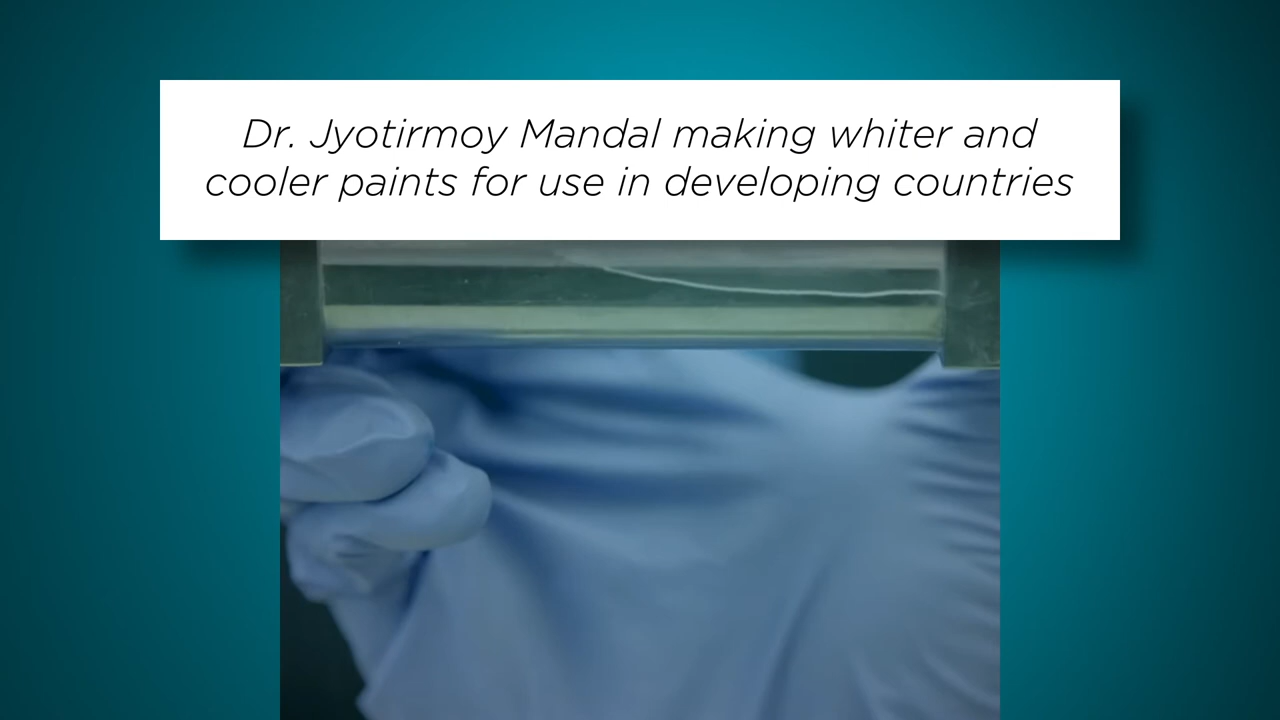 Dr. Jyotirmoy Mandal making whiter and
cooler paints for use in developing countries